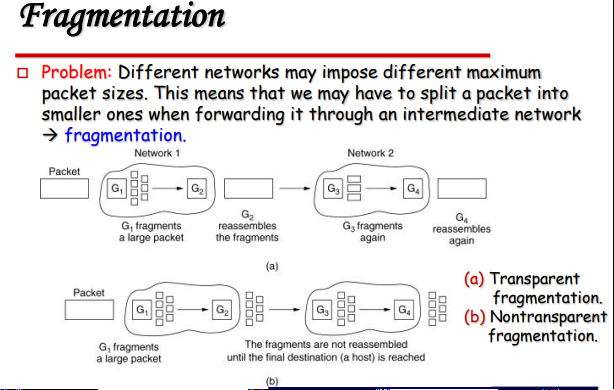 Fragmentation
Problem: Different networks may impose different maximum
packet sizes. This means that we may have to split a packet into
smaller ones when forwarding it through an intermediate network
→ fragmentation.
Network 1
Network 2
Packet
G1
G2
G3
G4
G1 fragments
a large packet
G2
reassembles
the fragments
G3 fragments
again
G4
reassembles
again
(a)
Packet
G1
G2
G3
G4
G1 fragments
a large packet
The fragments are not reassembled
until the final destination (a host) is reached
(b)
(a) Transparent
fragmentation.
(b) Nontransparent
fragmentation.